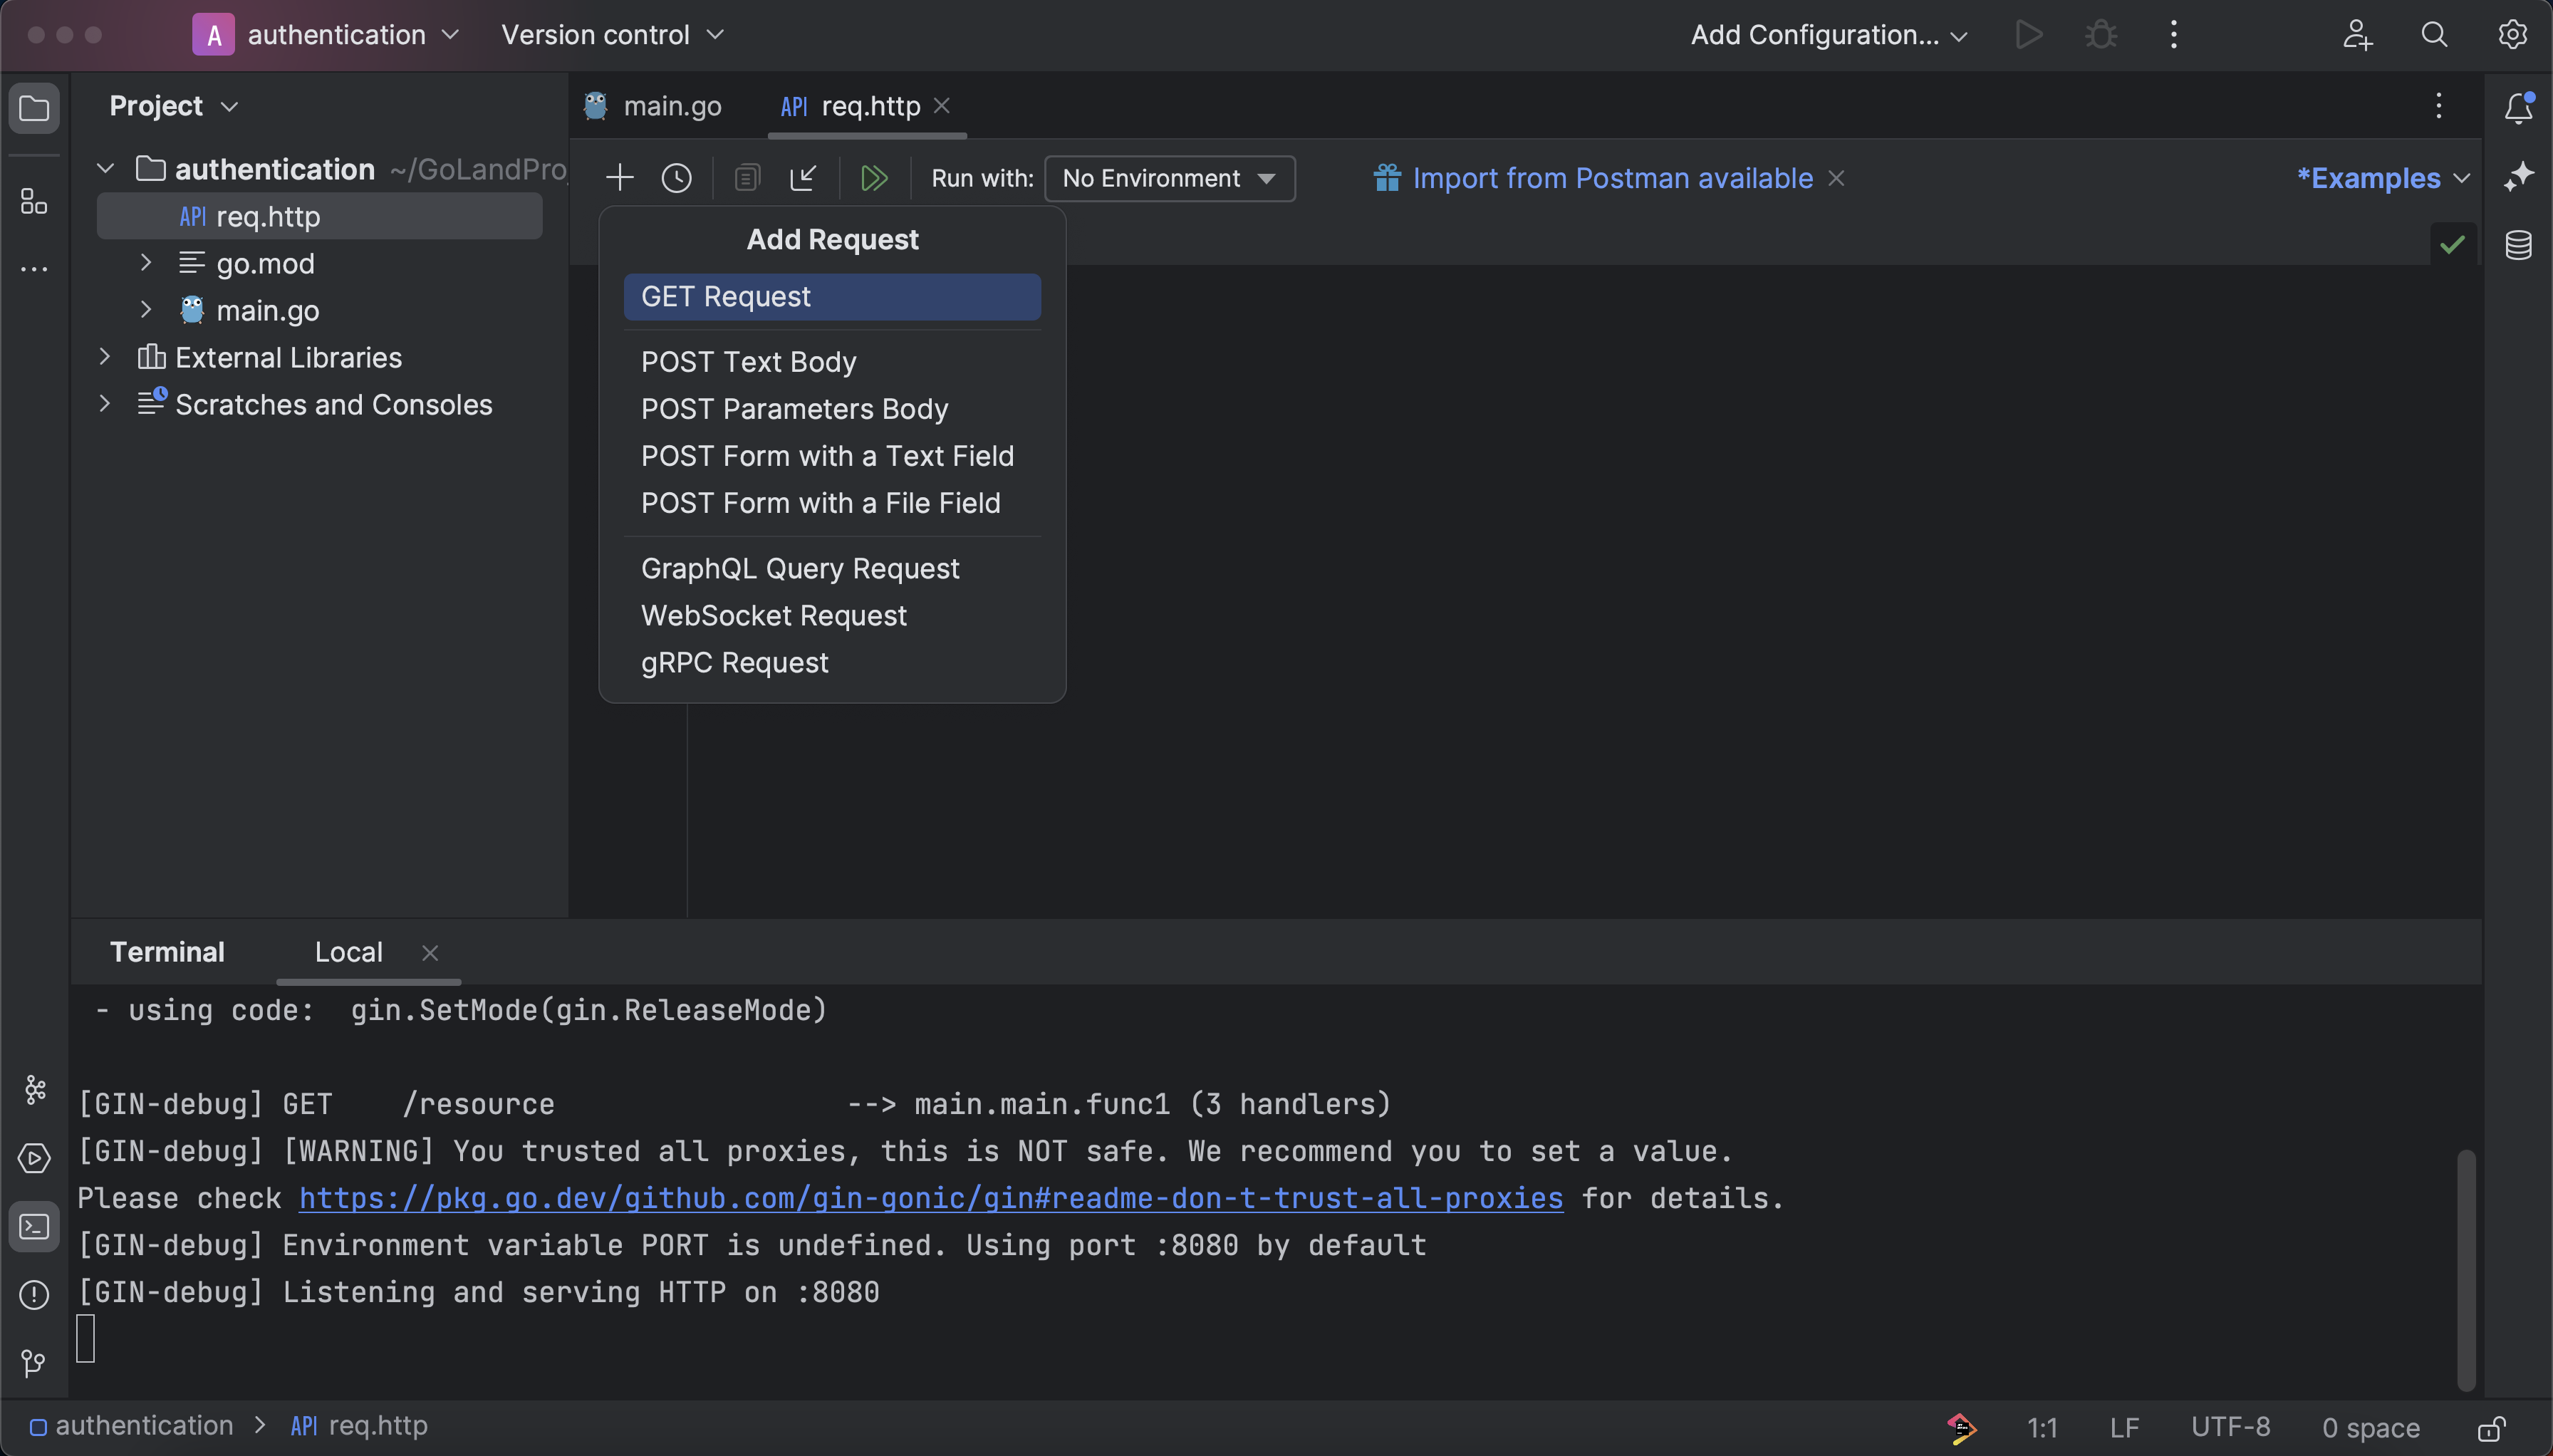 A authentication Version control Add Configuration...
Project
main.go API req.http
authentication ~/GoLandPro
Run with: No Environment Import from Postman available *Examples
API req.http
go.mod
main.go
External Libraries
Scratches and Consoles
Add Request
GET Request
POST Text Body
POST Parameters Body
POST Form with a Text Field
POST Form with a File Field
GraphQL Query Request
WebSocket Request
gRPC Request
Terminal Local
- using code: gin.SetMode(gin.ReleaseMode)
[GIN-debug] GET /resource --> main.main.func1 (3 handlers)
[GIN-debug] [WARNING] You trusted all proxies, this is NOT safe. We recommend you to set a value.
Please check https://pkg.go.dev/github.com/gin-gonic/gin#readme-don-t-trust-all-proxies for details.
[GIN-debug] Environment variable PORT is undefined. Using port :8080 by default
[GIN-debug] Listening and serving HTTP on :8080
authentication > API req.http 1:1 LF UTF-8 0 space